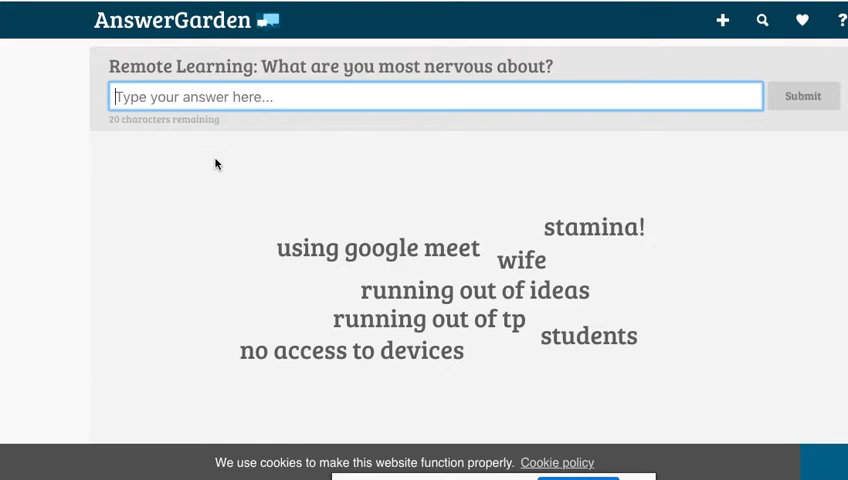 AnswerGarden
Remote Learning: What are you most nervous about?
Type your answer here...
Submit
20 characters remaining
stamina!
using google meet
wife
running out of ideas
running out of tp
students
no access to devices
We use cookies to make this website function properly. Cookie policy